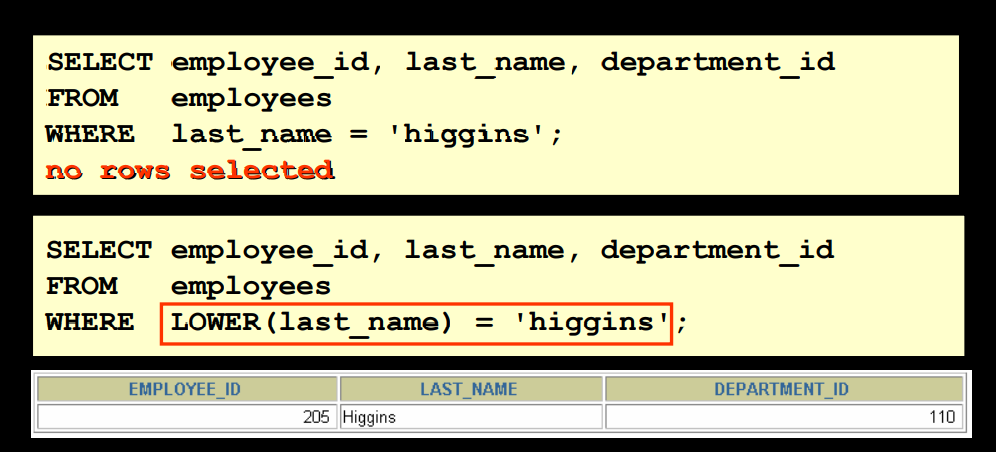 SELECT employee_id, last_name, department_id
FROM   employees
WHERE  last_name = 'higgins';
no rows selected
SELECT employee_id, last_name, department_id
FROM   employees
WHERE  LOWER(last_name) = 'higgins';
EMPLOYEE_ID LAST_NAME DEPARTMENT_ID
205 Higgins 110